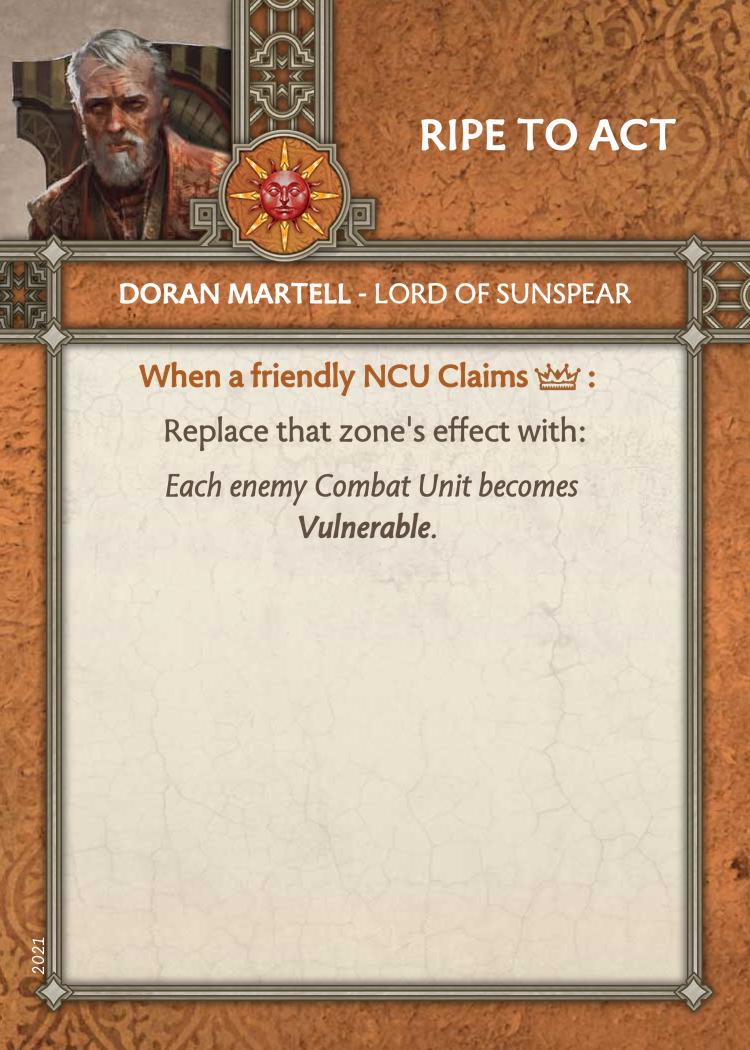 RIPE TO ACT
DORAN MARTELL - LORD OF SUNSPEAR
When a friendly NCU Claims :
Replace that zone's effect with:
Each enemy Combat Unit becomes
Vulnerable.
2021